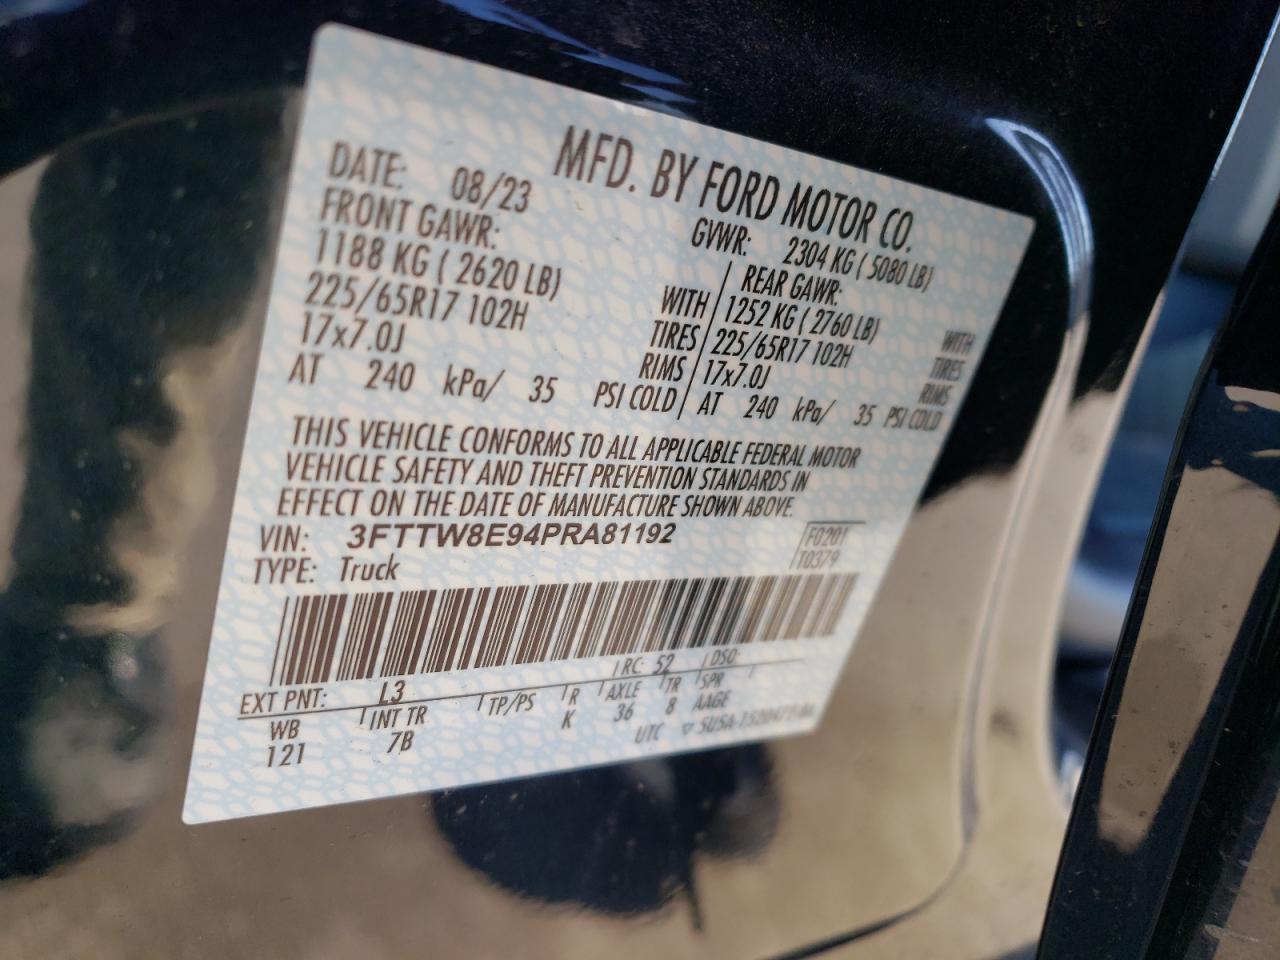 MFD. BY FORD MOTOR CO.
DATE: 08/23 GVWR: 2304 KG ( 5080 LB)
FRONT GAWR: REAR GAWR:
1188 KG ( 2620 LB) WITH 1252 KG ( 2760 LB) WITH
225/65R17 102H TIRES 225/65R17 102H TIRES
17x7.0J RIMS 17x7.0J RIMS
AT 240 kPa/ 35 PSI COLD AT 240 kPa/ 35 PSI COLD
THIS VEHICLE CONFORMS TO ALL APPLICABLE FEDERAL MOTOR
VEHICLE SAFETY AND THEFT PREVENTION STANDARDS IN
EFFECT ON THE DATE OF MANUFACTURE SHOWN ABOVE.
VIN: 3FTTW8E94PRA81192 F0201
TYPE: Truck T0379
EXT PNT: L3 RC: 52 DSO:
WB INT TR TP/PS R AXLE TR SPR
121 7B K 36 8 AAGE
UTC